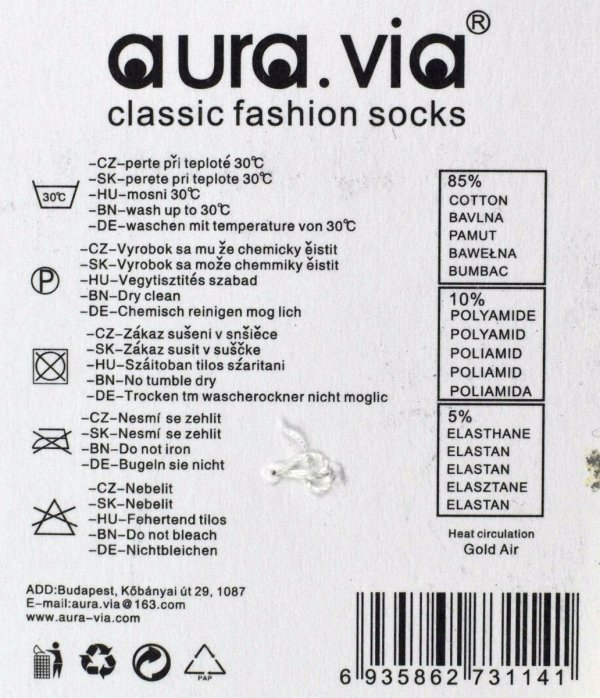 aura.via®
classic fashion socks
30℃
-CZ-perte při teploté 30℃
-SK-perete pri teplote 30℃
-HU-mosni 30℃
-BN-wash up to 30℃
-DE-waschen mit temperature von 30℃
P
-CZ-Vyrobok sa mu že chemicky ěistit
-SK-Vyrobok sa može chemmiky ěistit
-HU-Vegytisztités szabad
-BN-Dry clean
-DE-Chemisch reinigen mog lich
-CZ-Zákaz sušeni v snšièce
-SK-Zákaz susit v suščke
-HU-Száitoban tilos szaritani
-BN-No tumble dry
-DE-Trocken tm wascherockner nicht moglic
-CZ-Nesmí se zehlit
-SK-Nesmí se zehlit
-BN-Do not iron
-DE-Bugeln sie nicht
-CZ-Nebelit
-SK-Nebelit
-HU-Fehertend tilos
-BN-Do not bleach
-DE-Nichtbleichen
85%
COTTON
BAVLNA
PAMUT
BAWEŁNA
BUMBAC
10%
POLYAMIDE
POLYAMID
POLIAMID
POLIAMID
POLIAMIDA
5%
ELASTHANE
ELASTAN
ELASTAN
ELASZTANE
ELASTAN
Heat circulation
Gold Air
ADD:Budapest, Kőbányai út 29, 1087
E-mail:aura.via@163.com
www.aura-via.com
PAP
6 935862 731141